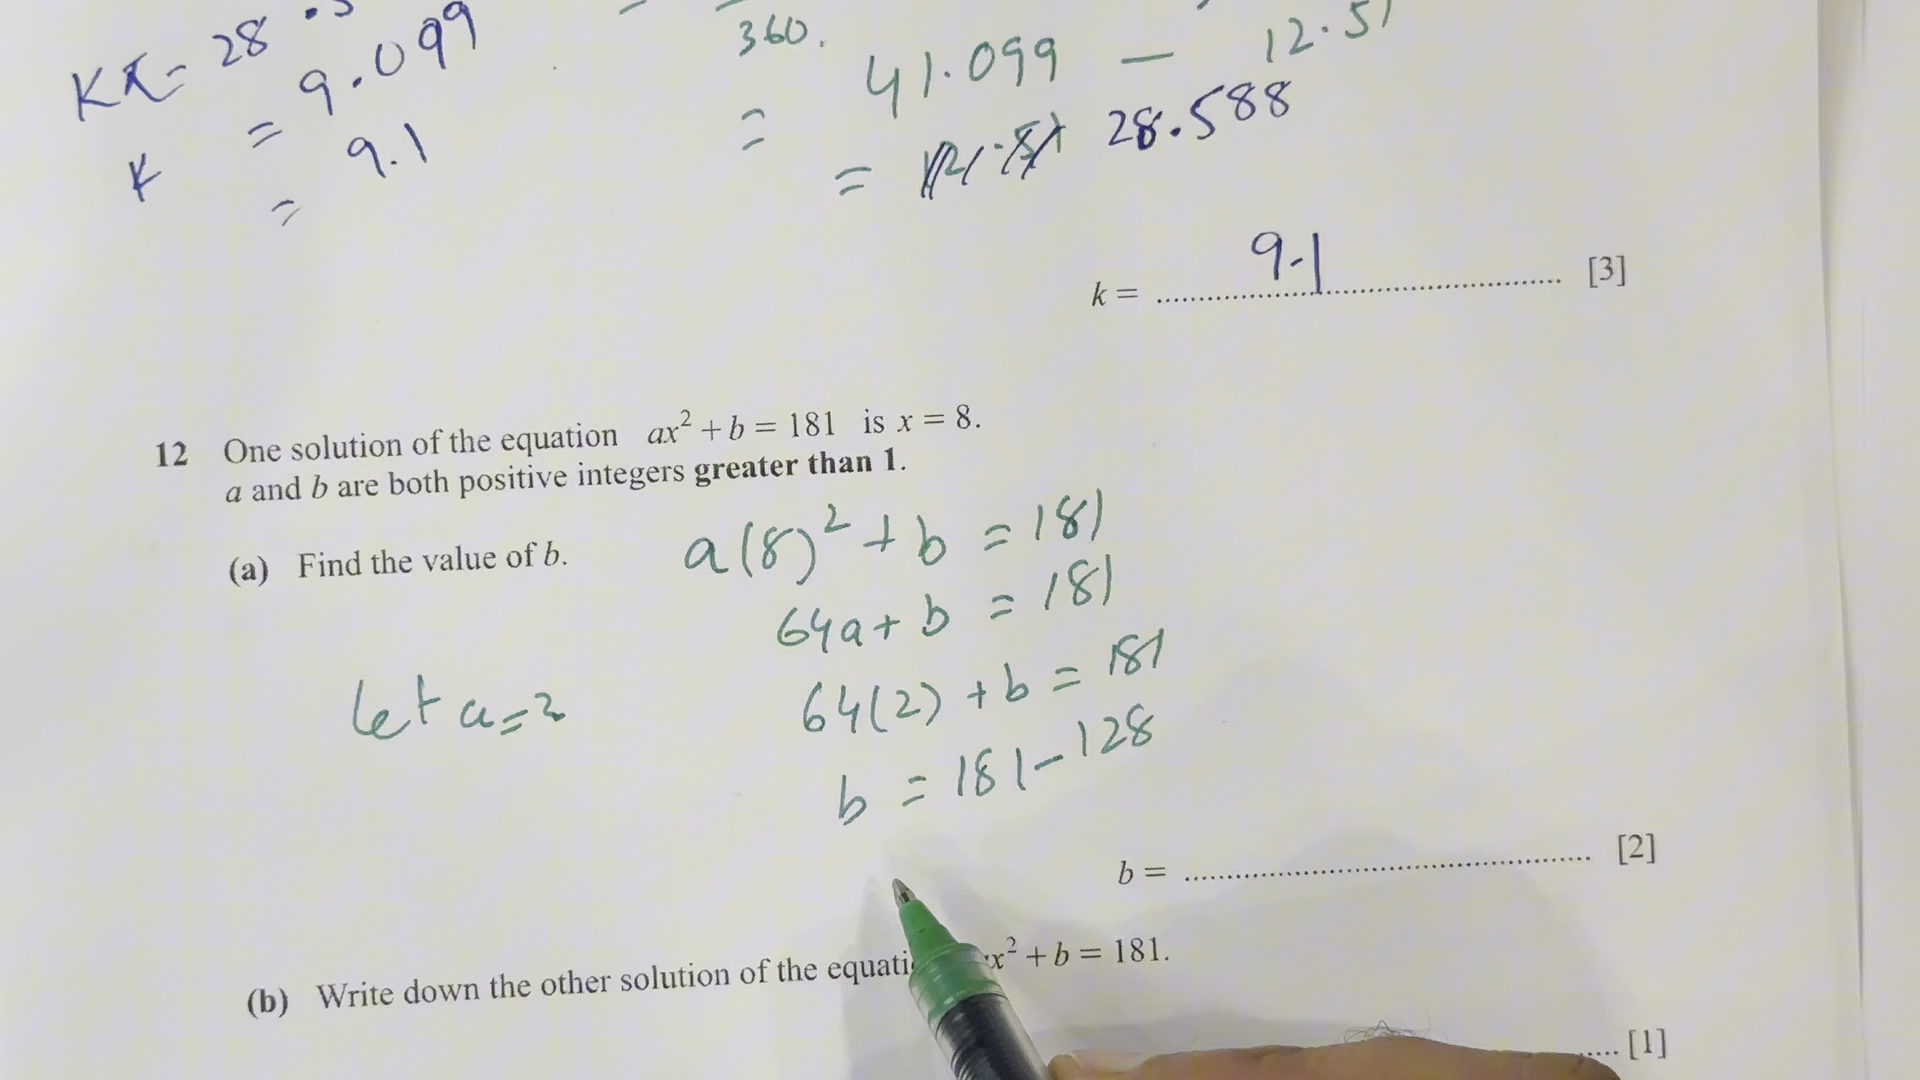 Kπ = 28.5
= 9.099
K = 9.1
360.
41.099 — 12.51
= 28.588
k = 9.1 [3]
12 One solution of the equation ax² + b = 181 is x = 8.
a and b are both positive integers greater than 1.
(a) Find the value of b.
a(8)² + b = 181
64a + b = 181
let a = 2
64(2) + b = 181
b = 181 - 128
b = [2]
(b) Write down the other solution of the equati x² + b = 181.
[1]